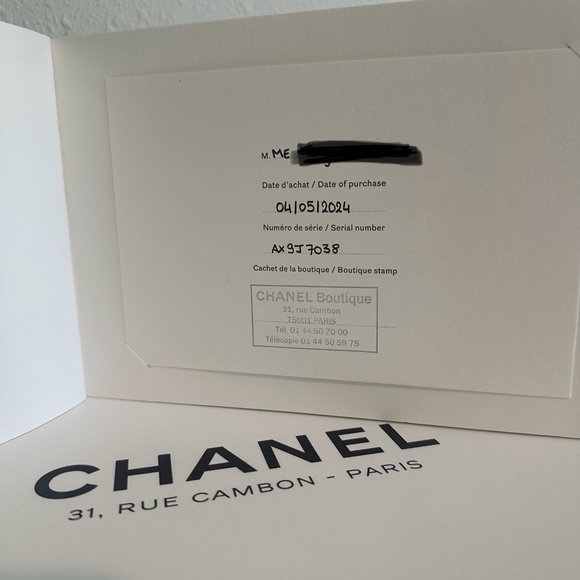 M. ME
Date d'achat / Date of purchase
04/05/2024
Numéro de série / Serial number
AX9J7038
Cachet de la boutique / Boutique stamp
CHANEL Boutique
31, rue Cambon
75001 PARIS
Tél. 01 44 50 70 00
Télécopie 01 44 50 59 75
CHANEL
31, RUE CAMBON - PARIS